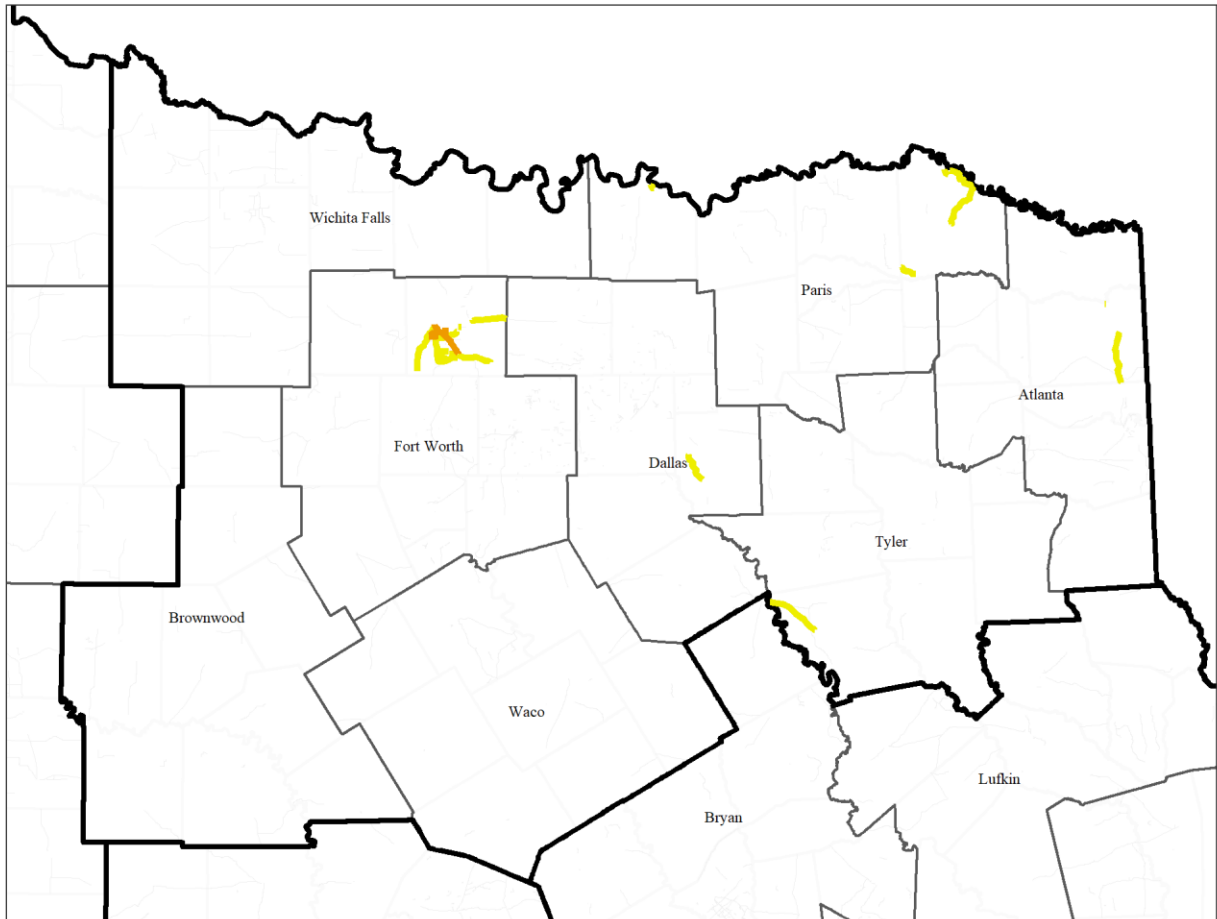 Wichita Falls
Paris
Atlanta
Fort Worth
Dallas
Tyler
Brownwood
Waco
Lufkin
Bryan